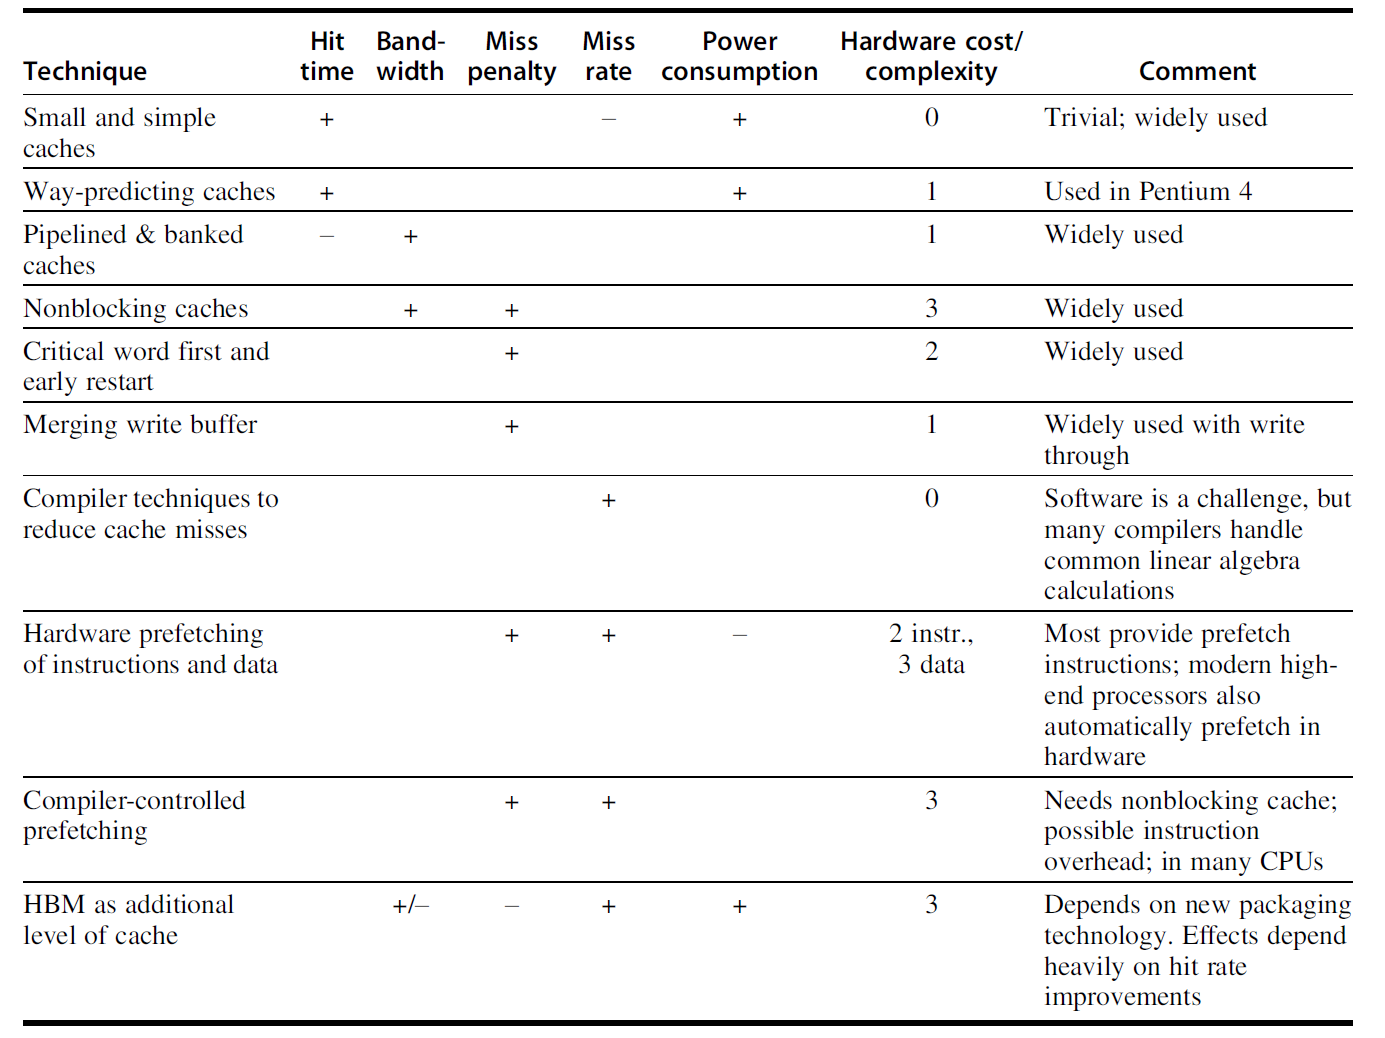 Hit Band- Miss Miss Power Hardware cost/
Technique time width penalty rate consumption complexity Comment
Small and simple + – + 0 Trivial; widely used
caches
Way-predicting caches + + 1 Used in Pentium 4
Pipelined & banked – + 1 Widely used
caches
Nonblocking caches + + 3 Widely used
Critical word first and + 2 Widely used
early restart
Merging write buffer + 1 Widely used with write
through
Compiler techniques to + 0 Software is a challenge, but
reduce cache misses many compilers handle
common linear algebra
calculations
Hardware prefetching + + – 2 instr., Most provide prefetch
of instructions and data 3 data instructions; modern high-
end processors also
automatically prefetch in
hardware
Compiler-controlled + + 3 Needs nonblocking cache;
prefetching possible instruction
overhead; in many CPUs
HBM as additional +/– – + + 3 Depends on new packaging
level of cache technology. Effects depend
heavily on hit rate
improvements